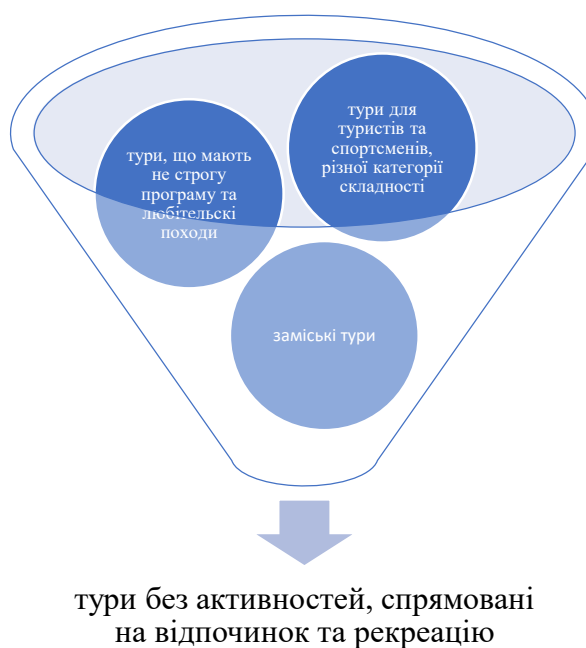 тури для
туристів та
спортсменів,
різної категорії
складності
тури, що мають
не строгу
програму та
любітельскі
походи
заміські тури
тури без активностей, спрямовані
на відпочинок та рекреацію